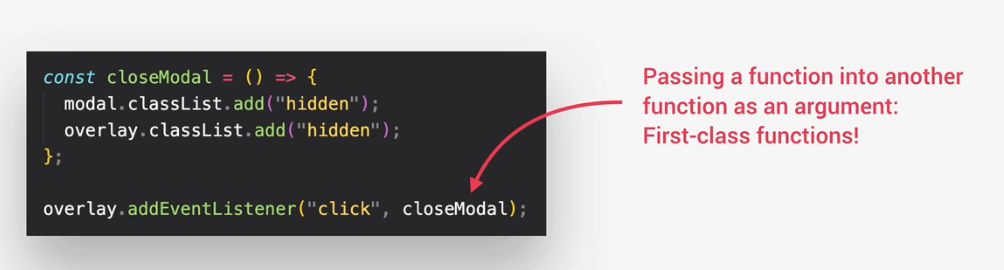 const closeModal = () => {
  modal.classList.add("hidden");
  overlay.classList.add("hidden");
};
overlay.addEventListener("click", closeModal);
Passing a function into another
function as an argument:
First-class functions!